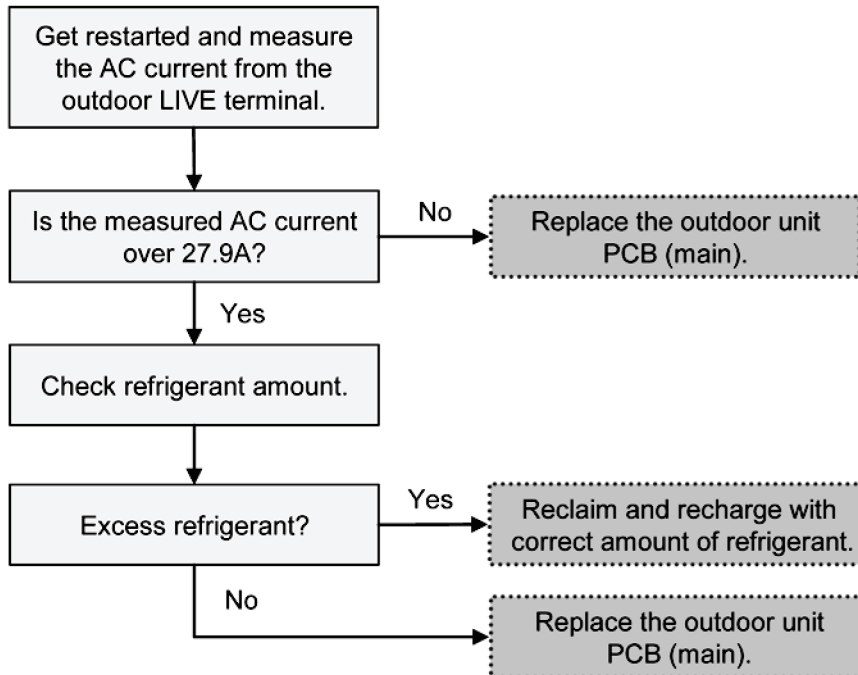 Get restarted and measure
the AC current from the
outdoor LIVE terminal.
Is the measured AC current
over 27.9A?
No
Replace the outdoor unit
PCB (main).
Yes
Check refrigerant amount.
Excess refrigerant?
Yes
Reclaim and recharge with
correct amount of refrigerant.
No
Replace the outdoor unit
PCB (main).